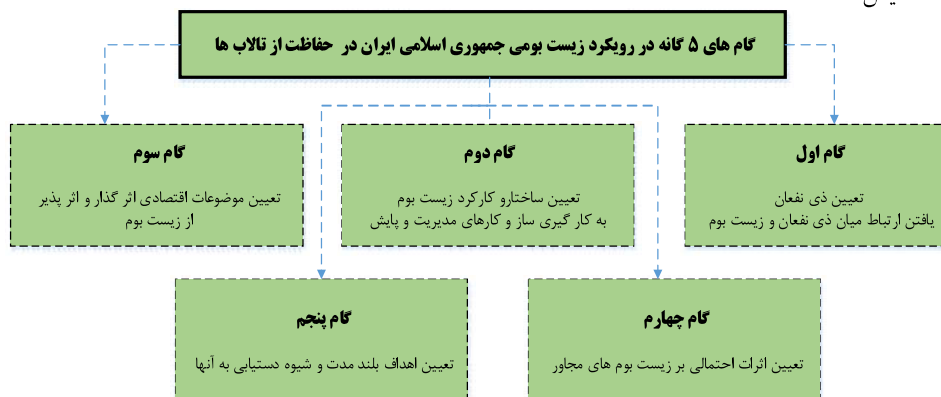 گام های ۵ گانه در رویکرد زیست بومی جمهوری اسلامی ایران در حفاظت از تالاب ها
گام اول
تعیین ذی نفعان
یافتن ارتباط میان ذی نفعان و زیست بوم
گام دوم
تعیین ساختارو کارکرد زیست بوم
به کار گیری ساز و کارهای مدیریت و پایش
گام سوم
تعیین موضوعات اقتصادی اثر گذار و اثر پذیر
از زیست بوم
گام چهارم
تعیین اثرات احتمالی بر زیست بوم های مجاور
گام پنجم
تعیین اهداف بلند مدت و شیوه دستیابی به آنها